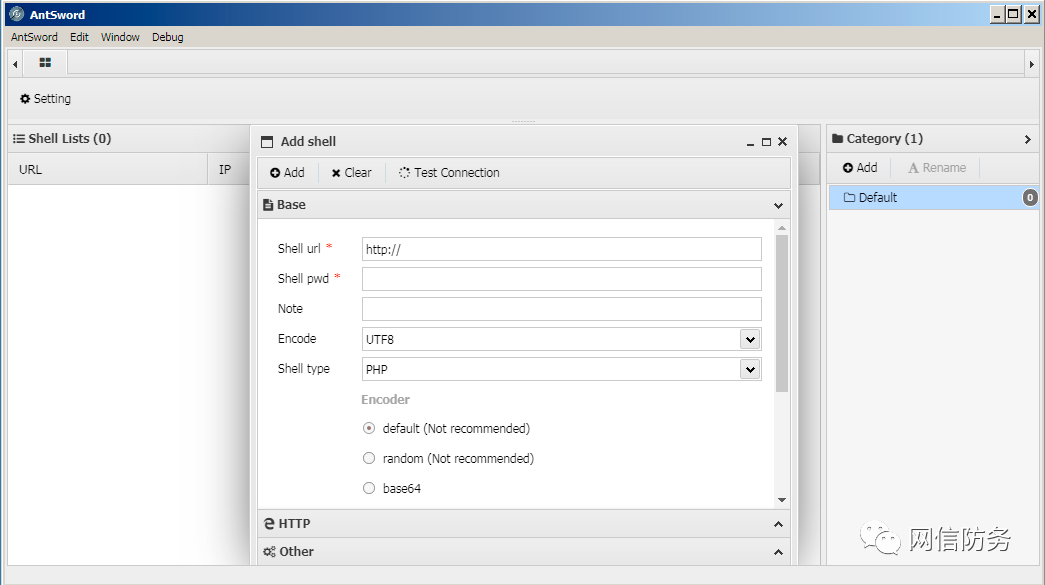 AntSword
AntSword Edit Window Debug
Setting
Shell Lists (0)
URL IP
Add shell
Add Clear Test Connection
Base
Shell url * http://
Shell pwd *
Note
Encode UTF8
Shell type PHP
Encoder
default (Not recommended)
random (Not recommended)
base64
HTTP
Other
Category (1)
Add Rename
Default 0
网信防务